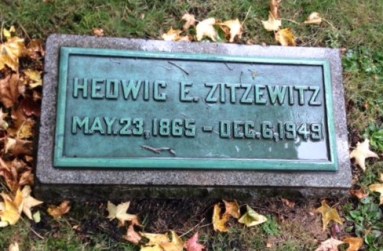 HEDWIG E. ZITZEWITZ
MAY.23,1865 - DEC.6,1949